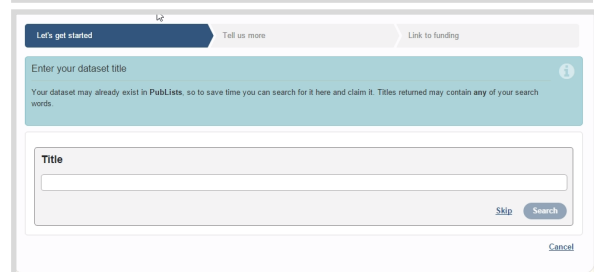 Let's get started
Tell us more
Link to funding
Enter your dataset title
Your dataset may already exist in PubLists, so to save time you can search for it here and claim it. Titles returned may contain any of your search
words.
Title
Skip
Search
Cancel